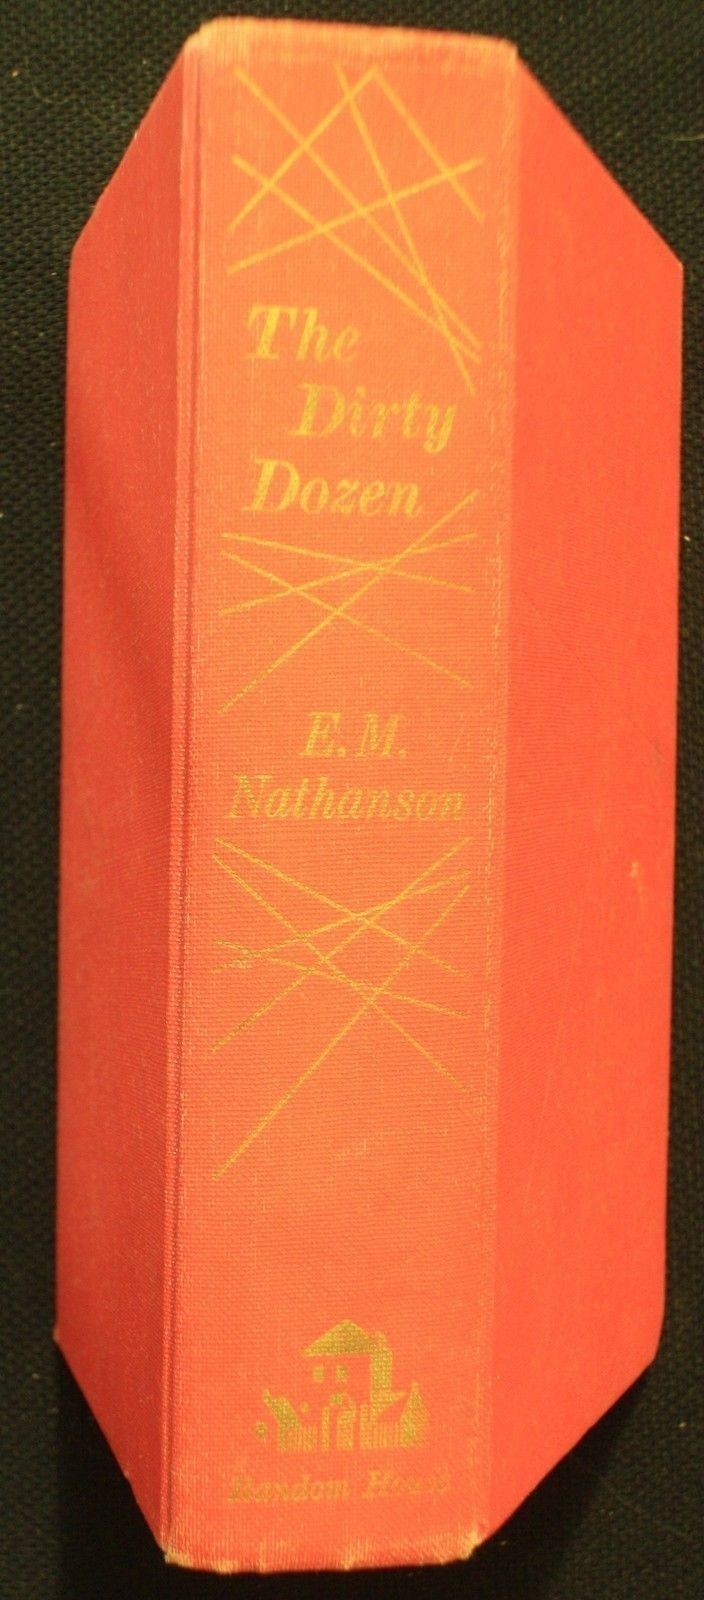 The
Dirty
Dozen
E. M.
Nathanson
Random House